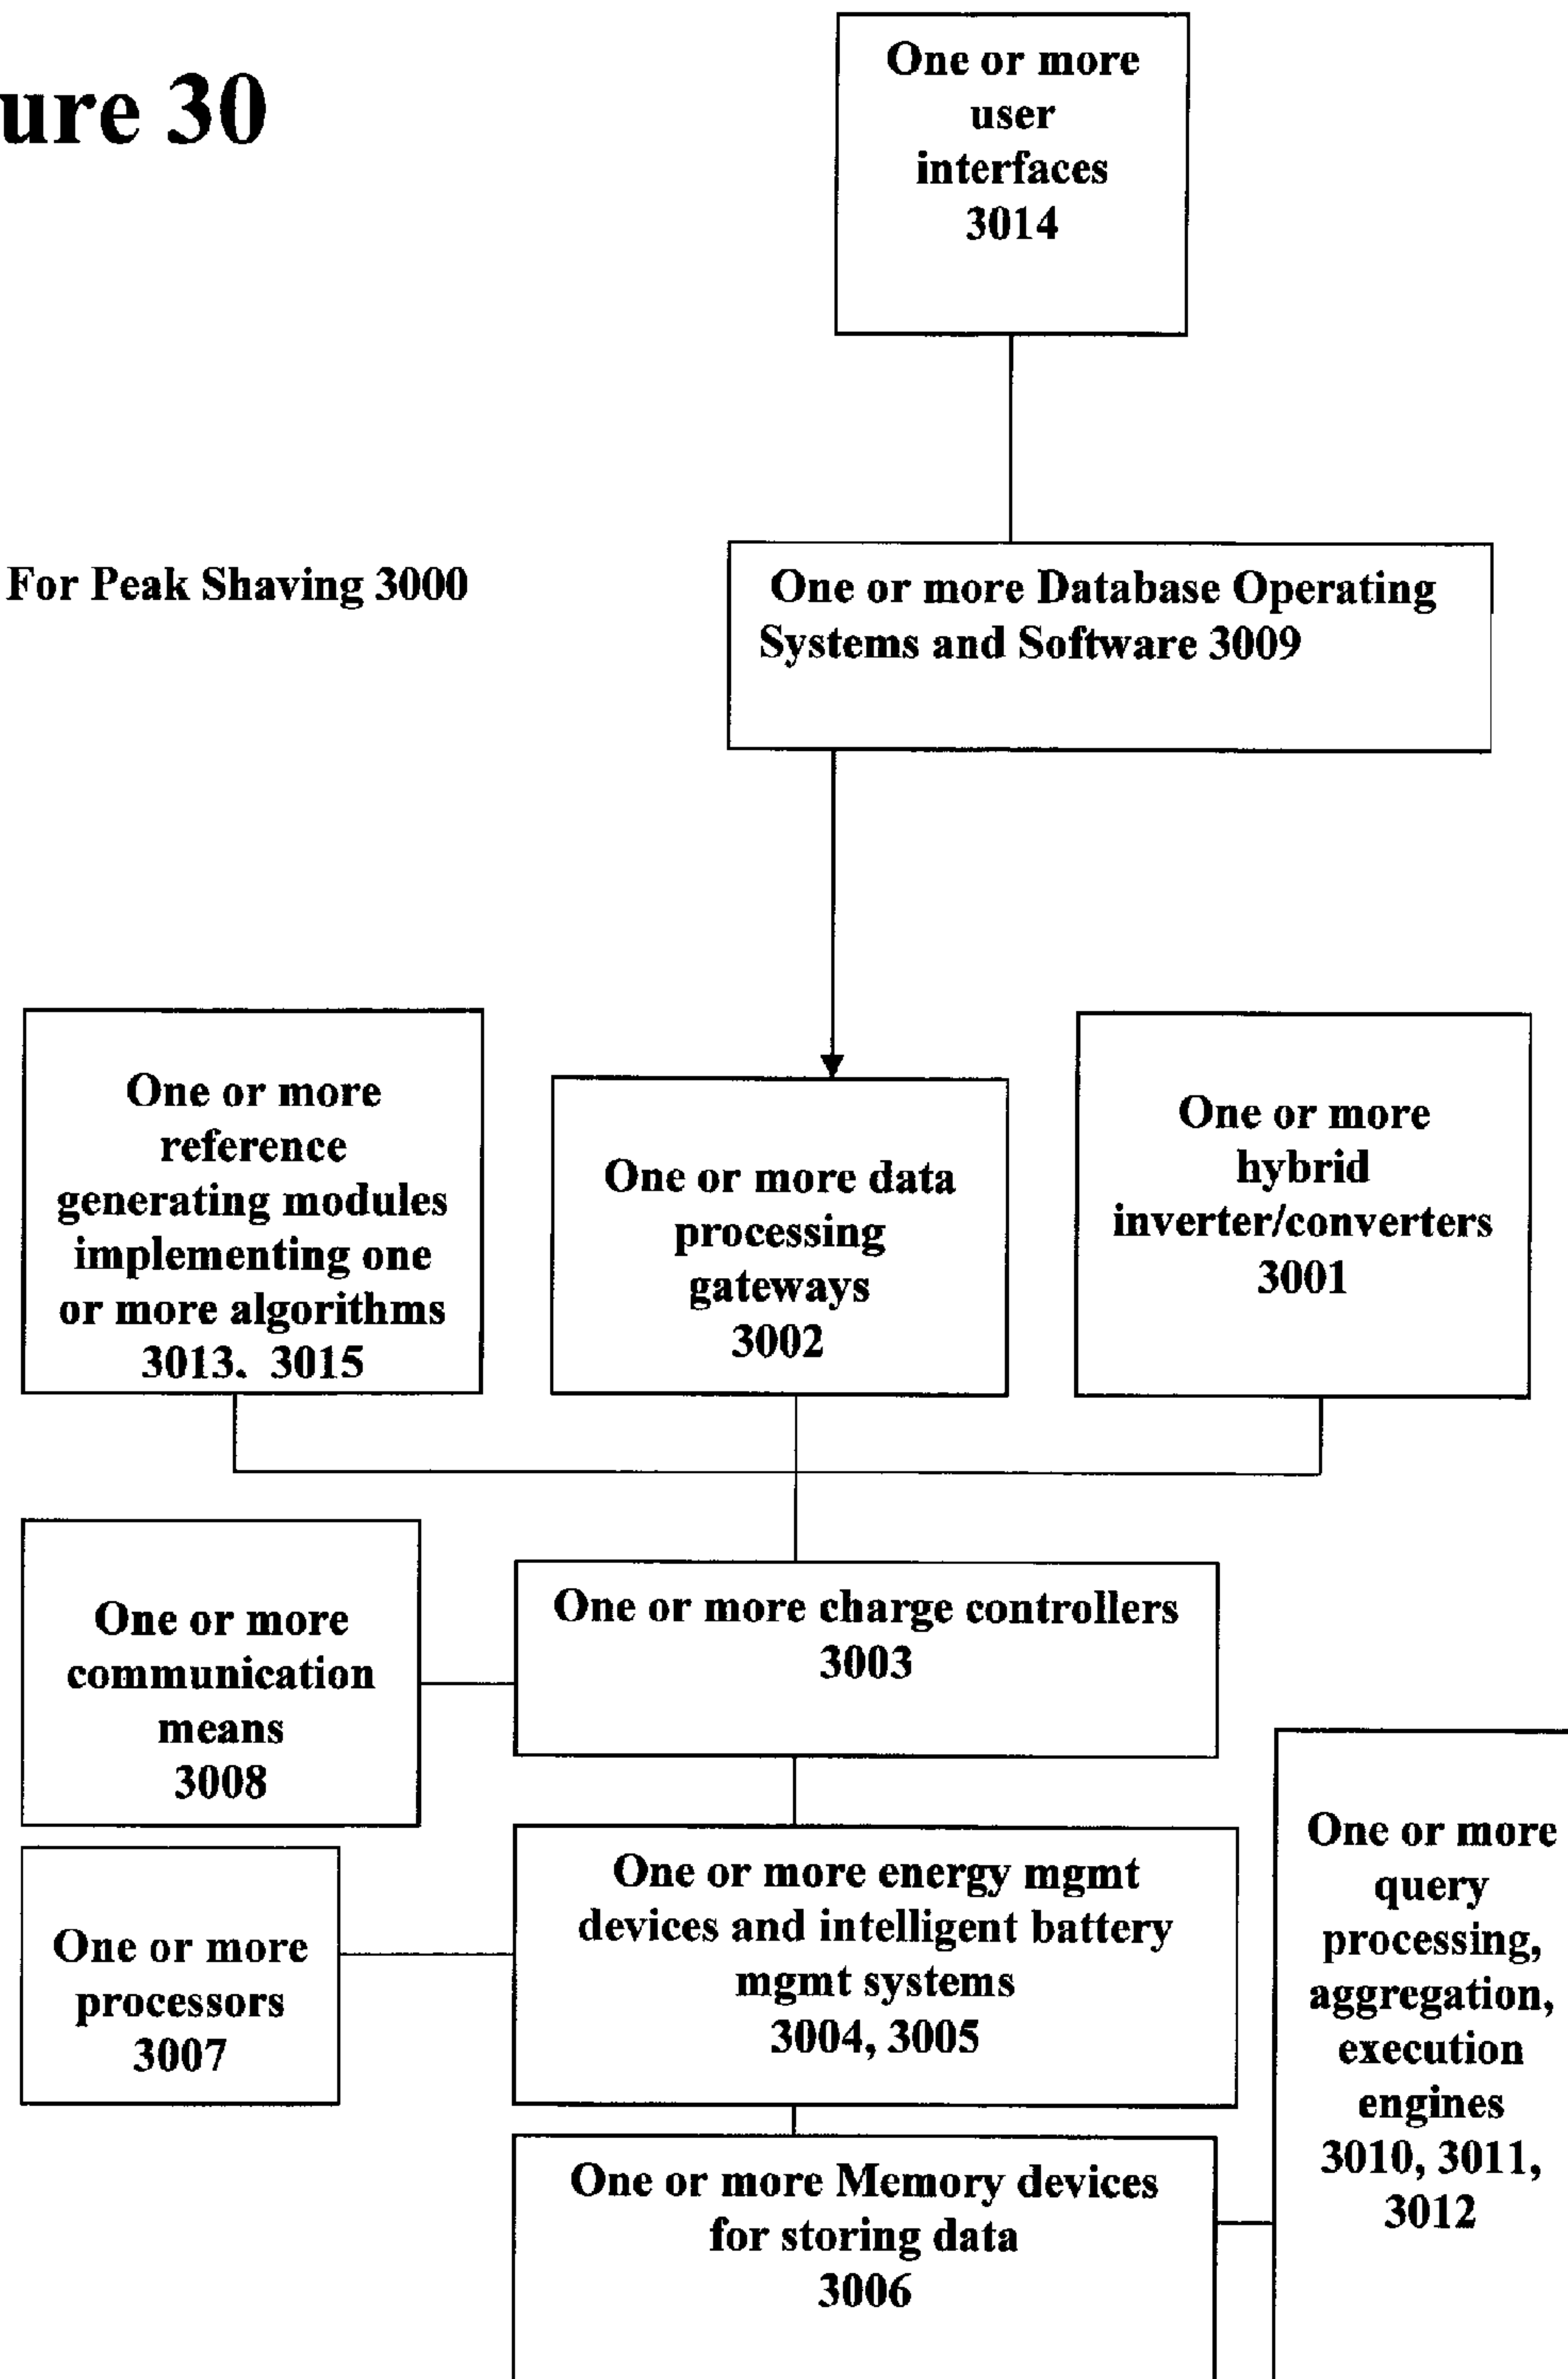 ure 30
One or more
user
interfaces
3014
For Peak Shaving 3000
One or more Database Operating
Systems and Software 3009
One or more
reference
generating modules
implementing one
or more algorithms
3013. 3015
One or more data
processing
gateways
3002
One or more
hybrid
inverter/converters
3001
One or more
communication
means
3008
One or more charge controllers
3003
One or more
processors
3007
One or more energy mgmt
devices and intelligent battery
mgmt systems
3004, 3005
One or more
query
processing,
aggregation,
execution
engines
3010, 3011,
3012
One or more Memory devices
for storing data
3006